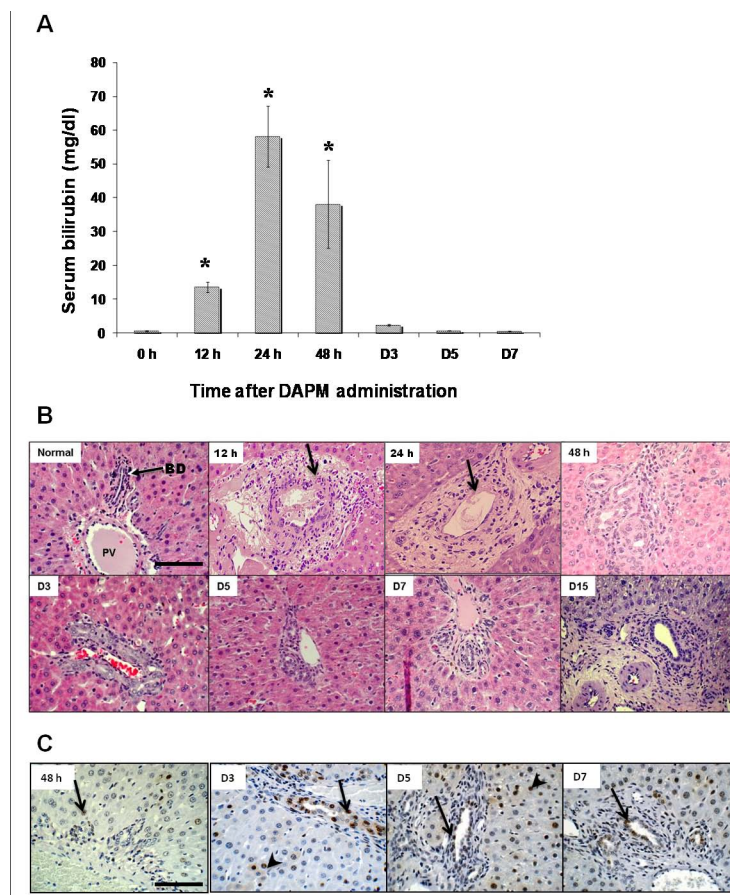 A
80
70
60
50
40
30
20
10
0
Serum bilirubin (mg/dl)
*
*
*
0 h 12 h 24 h 48 h D3 D5 D7
Time after DAPM administration
B
Normal
BD
PV
12 h
24 h
48 h
D3
D5
D7
D15
C
48 h
D3
D5
D7